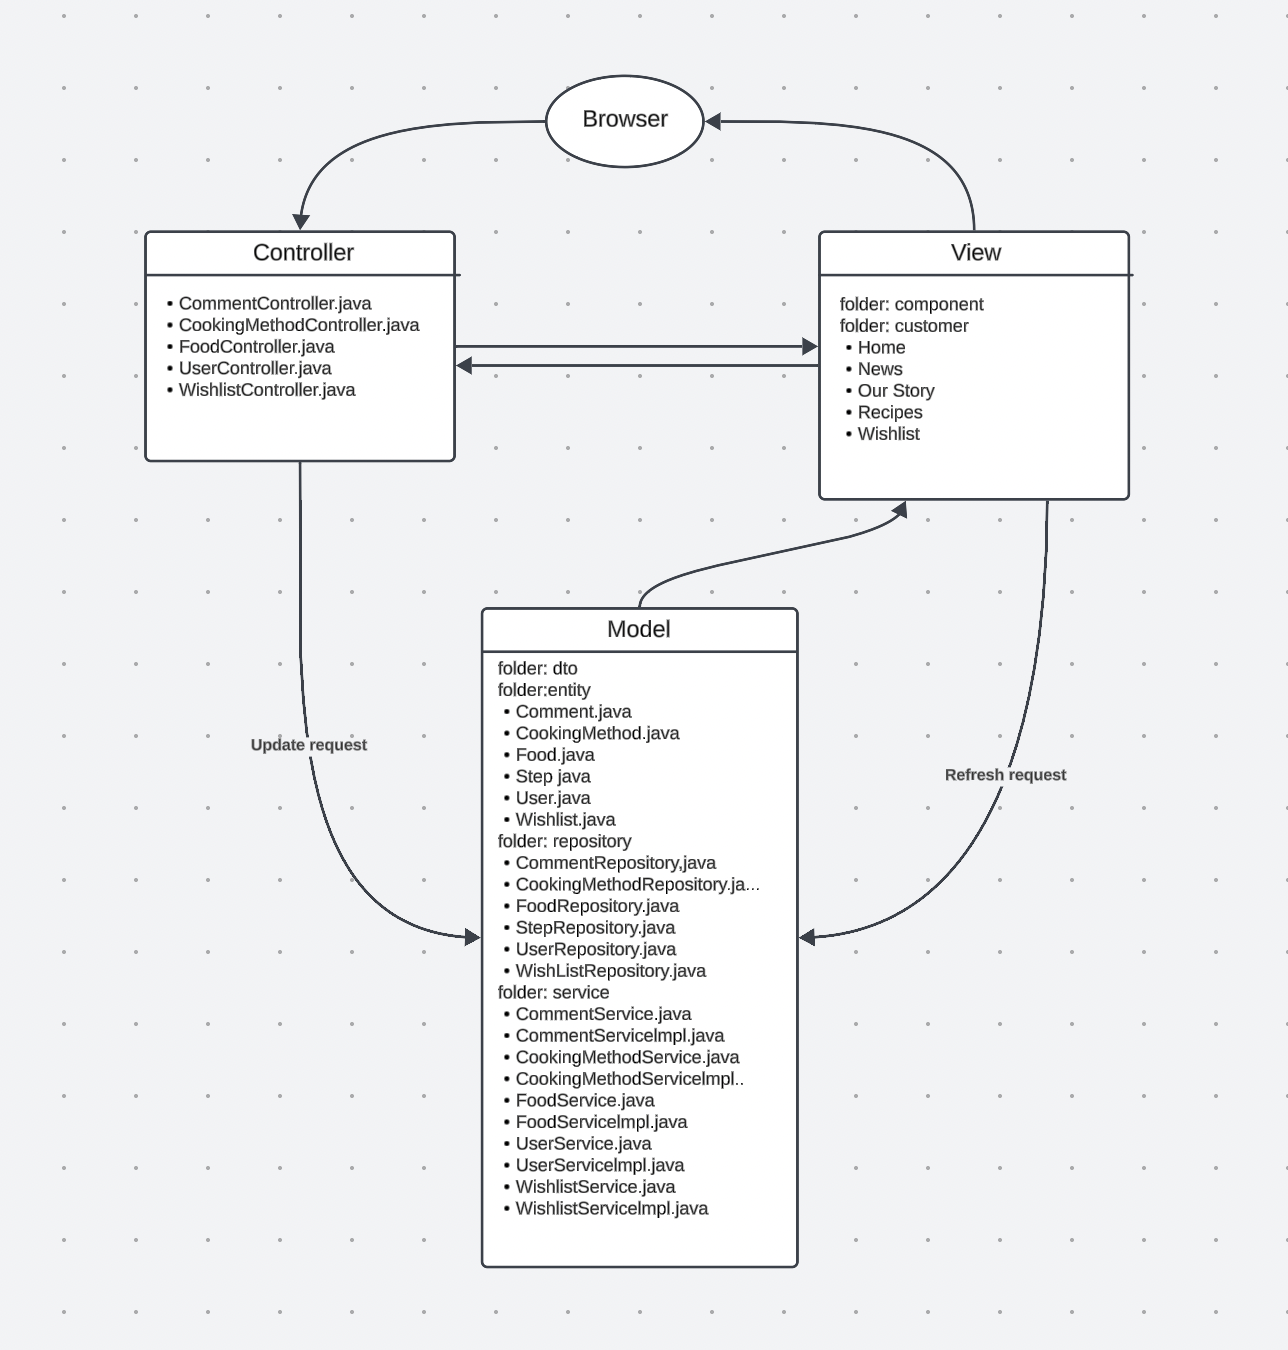 Browser
Controller
• CommentController.java
• CookingMethodController.java
• FoodController.java
• UserController.java
• WishlistController.java
View
folder: component
folder: customer
• Home
• News
• Our Story
• Recipes
• Wishlist
Model
folder: dto
folder:entity
• Comment.java
• CookingMethod.java
• Food.java
• Step java
• User.java
• Wishlist.java
folder: repository
• CommentRepository,java
• CookingMethodRepository.ja...
• FoodRepository.java
• StepRepository.java
• UserRepository.java
• WishListRepository.java
folder: service
• CommentService.java
• CommentServiceImpl.java
• CookingMethodService.java
• CookingMethodServiceImpl..
• FoodService.java
• FoodServiceImpl.java
• UserService.java
• UserServiceImpl.java
• WishlistService.java
• WishlistServiceImpl.java
Update request
Refresh request